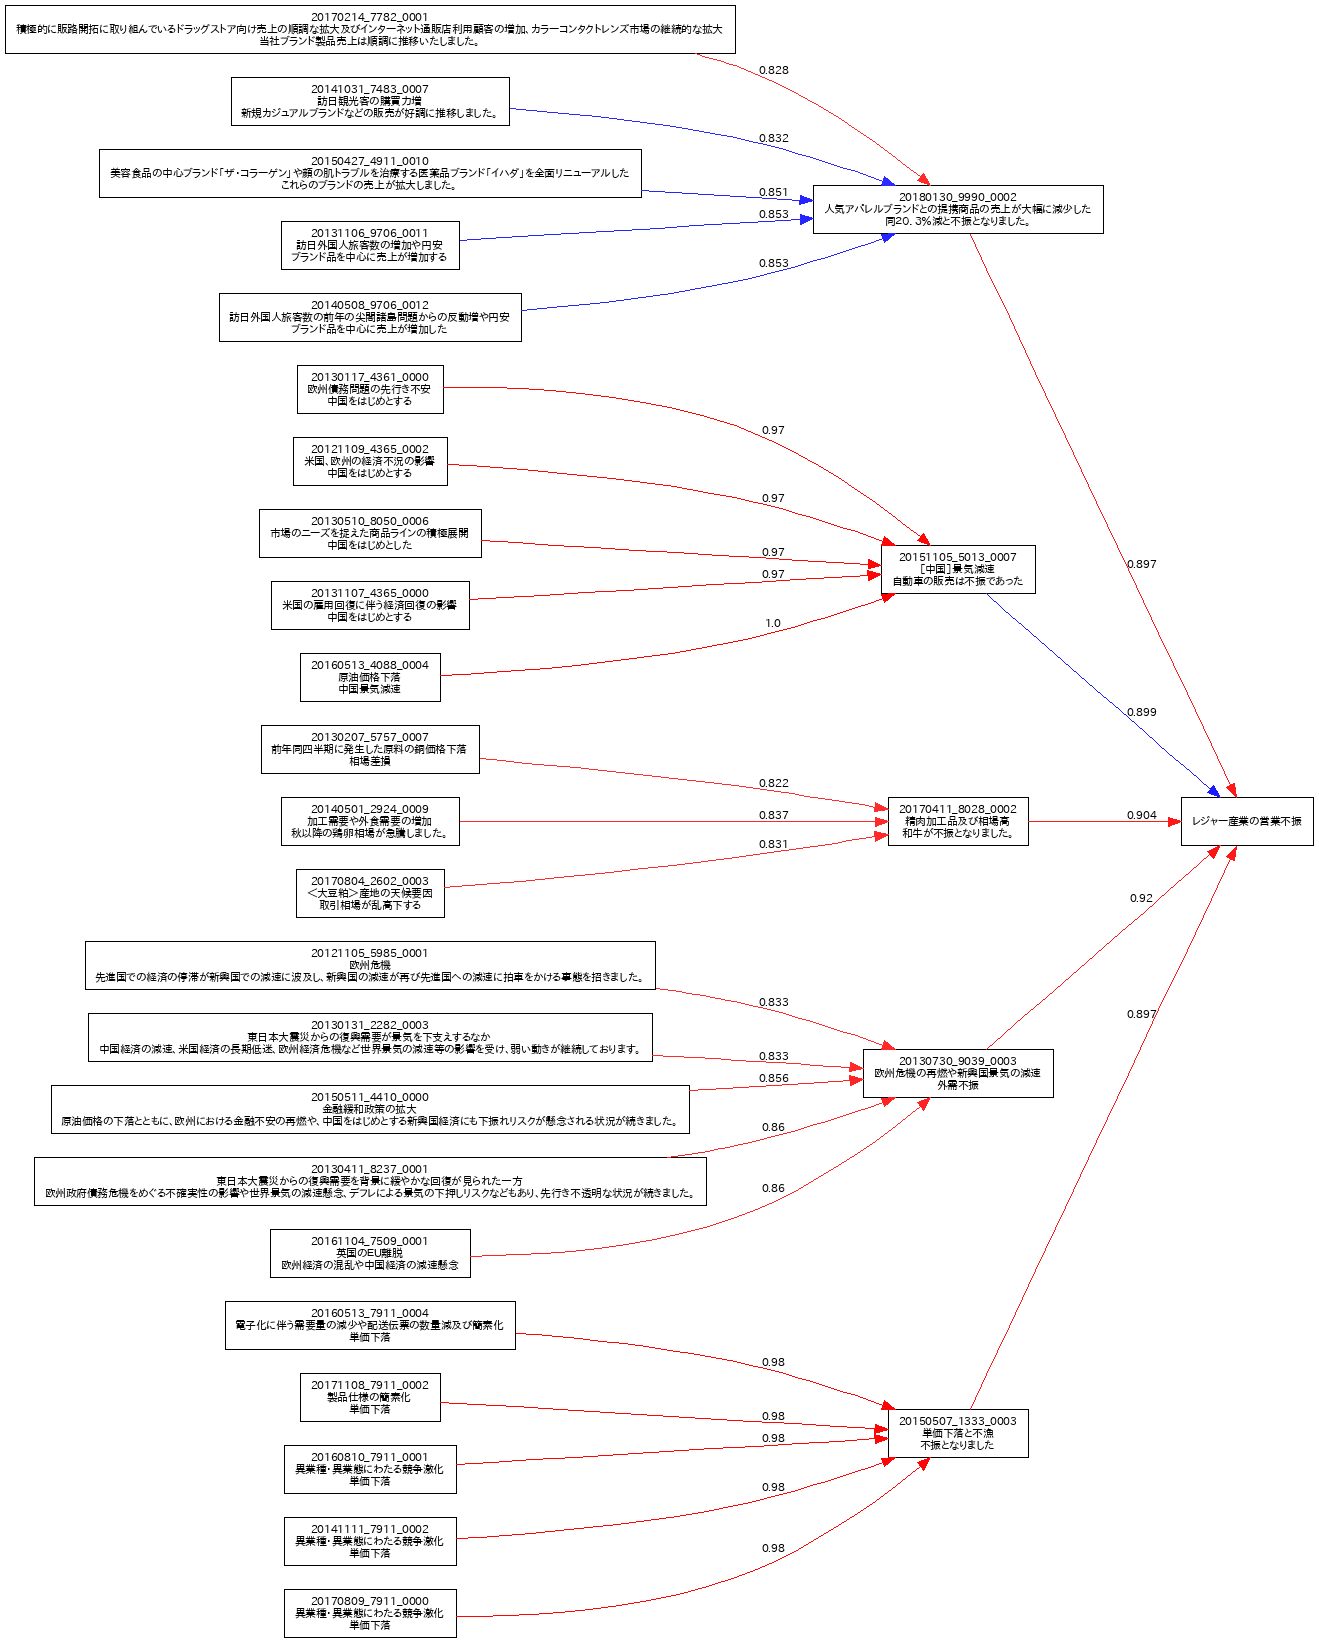 20170214_7782_0001
積極的に販路開拓に取り組んでいるドラッグストア向け売上の順調な拡大及びインターネット通販店利用顧客の増加、カラーコンタクトレンズ市場の継続的な拡大
当社ブランド製品売上は順調に推移いたしました。
0.828
20141031_7483_0007
訪日観光客の購買力増
新規カジュアルブランドなどの販売が好調に推移しました。
0.832
20150427_4911_0010
美容食品の中心ブランド「ザ・コラーゲン」や顔の肌トラブルを治療する医薬品ブランド「イハダ」を全面リニューアルした
これらのブランドの売上が拡大しました。
0.851
20180130_9990_0002
人気アパレルブランドとの提携商品の売上が大幅に減少した
同20.3%減と不振となりました。
20131106_9706_0011
訪日外国人旅客数の増加や円安
ブランド品を中心に売上が増加する
0.853
20140508_9706_0012
訪日外国人旅客数の前年の尖閣諸島問題からの反動増や円安
ブランド品を中心に売上が増加した
0.853
20130117_4361_0000
欧州債務問題の先行き不安
中国をはじめとする
0.97
20121109_4365_0002
米国、欧州の経済不況の影響
中国をはじめとする
0.97
20130510_8050_0006
市場のニーズを捉えた商品ラインの積極展開
中国をはじめとした
0.97
20151105_5013_0007
[中国]景気減速
自動車の販売は不振であった
0.897
20131107_4365_0000
米国の雇用回復に伴う経済回復の影響
中国をはじめとする
0.97
20160513_4088_0004
原油価格下落
中国景気減速
1.0
0.899
20130207_5757_0007
前年同四半期に発生した原料の銅価格下落
相場差損
0.822
20140501_2924_0009
加工需要や外食需要の増加
秋以降の鶏卵相場が急騰しました。
0.837
20170411_8028_0002
精肉加工品及び相場高
和牛が不振となりました。
0.904
レジャー産業の営業不振
20170804_2602_0003
<大豆粕>産地の天候要因
取引相場が乱高下する
0.831
0.92
20121105_5985_0001
欧州危機
先進国での経済の停滞が新興国での減速に波及し、新興国の減速が再び先進国への減速に拍車をかける事態を招きました。
0.833
20130131_2282_0003
東日本大震災からの復興需要が景気を下支えするなか
中国経済の減速、米国経済の長期低迷、欧州経済危機など世界景気の減速等の影響を受け、弱い動きが継続しております。
0.833
20130730_9039_0003
欧州危機の再燃や新興国景気の減速
外需不振
0.897
20150511_4410_0000
金融緩和政策の拡大
原油価格の下落とともに、欧州における金融不安の再燃や、中国をはじめとする新興国経済にも下振れリスクが懸念される状況が続きました。
0.856
20130411_8237_0001
東日本大震災からの復興需要を背景に緩やかな回復が見られた一方
欧州政府債務危機をめぐる不確実性の影響や世界景気の減速懸念、デフレによる景気の下押しリスクなどもあり、先行き不透明な状況が続きました。
0.86
20161104_7509_0001
英国のEU離脱
欧州経済の混乱や中国経済の減速懸念
0.86
20160513_7911_0004
電子化に伴う需要量の減少や配送伝票の数量減及び簡素化
単価下落
0.98
20171108_7911_0002
製品仕様の簡素化
単価下落
0.98
20150507_1333_0003
単価下落と不漁
不振となりました
20160810_7911_0001
異業種・異業態にわたる競争激化
単価下落
0.98
20141111_7911_0002
異業種・異業態にわたる競争激化
単価下落
0.98
20170809_7911_0000
異業種・異業態にわたる競争激化
単価下落
0.98